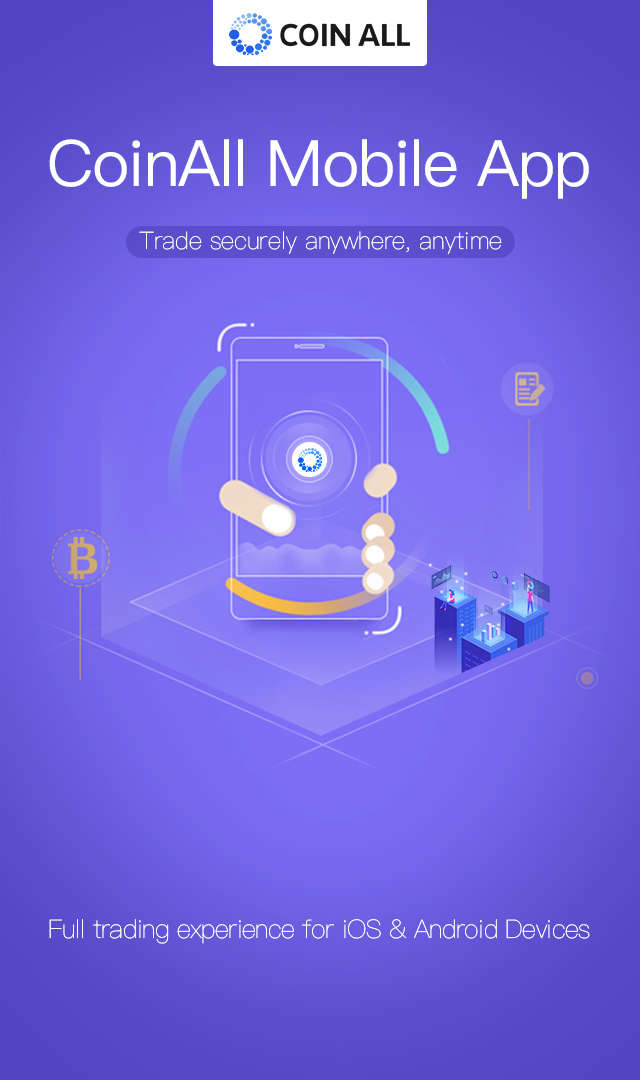 COIN ALL
CoinAll Mobile App
Trade securely anywhere, anytime
Full trading experience for iOS & Android Devices